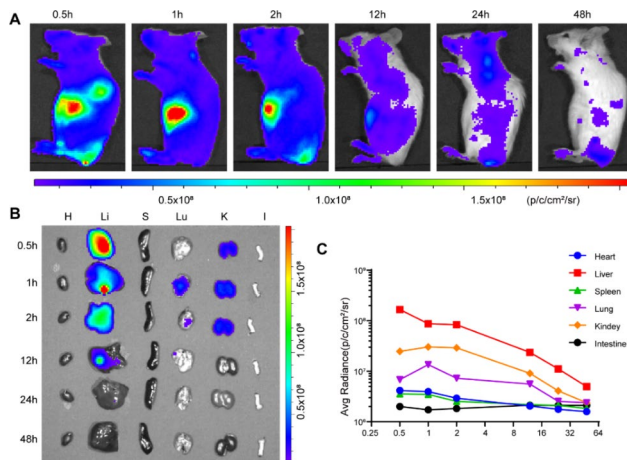 A
0.5h 1h 2h 12h 24h 48h
0.5x10⁸ 1.0x10⁸ 1.5x10⁸ (p/c/cm²/sr)
B
H Li S Lu K I
0.5h
1h
2h
12h
24h
48h
1.5x10⁸
1.0x10⁸
0.5x10⁸
C
Heart
Liver
Spleen
Lung
Kindey
Intestine
Avg Radiance(p/c/cm²/sr)
10⁹
10⁸
10⁷
10⁶
0.25 0.5 1 2 4 8 16 32 64